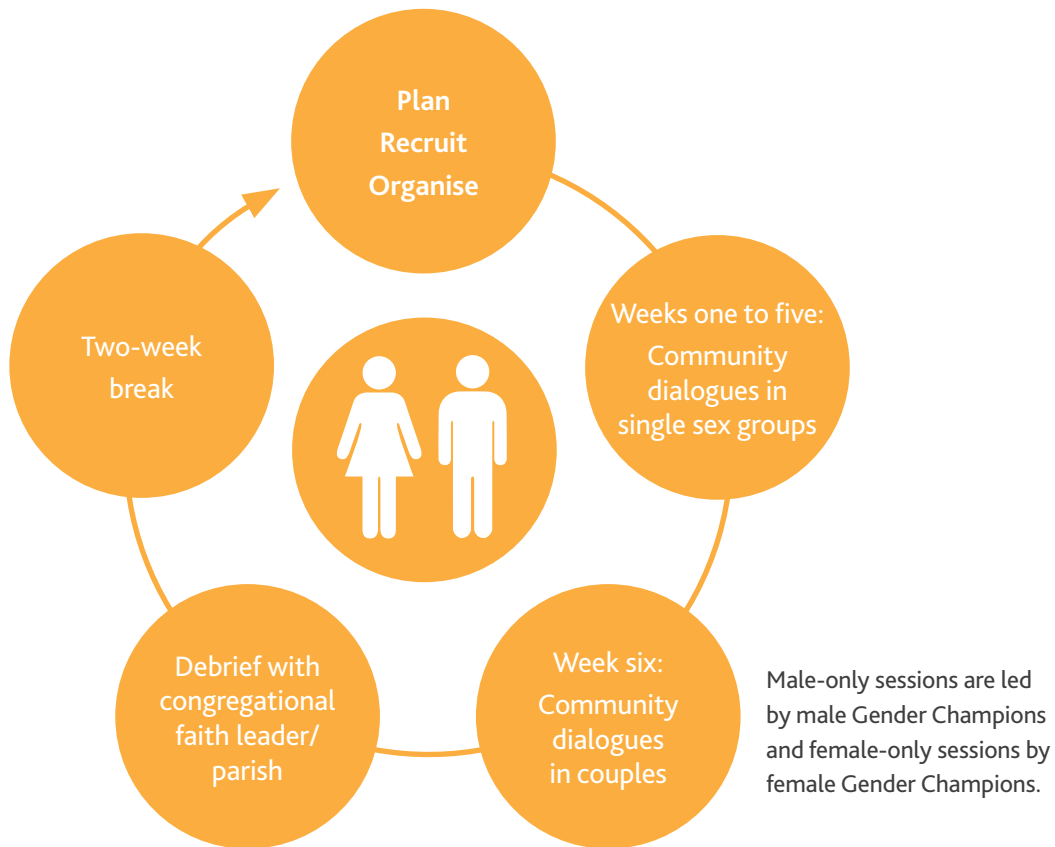 Plan
Recruit
Organise
Weeks one to five:
Community
dialogues in
single sex groups
Week six:
Community
dialogues
in couples
Male-only sessions are led
by male Gender Champions
and female-only sessions by
female Gender Champions.
Debrief with
congregational
faith leader/
parish
Two-week
break